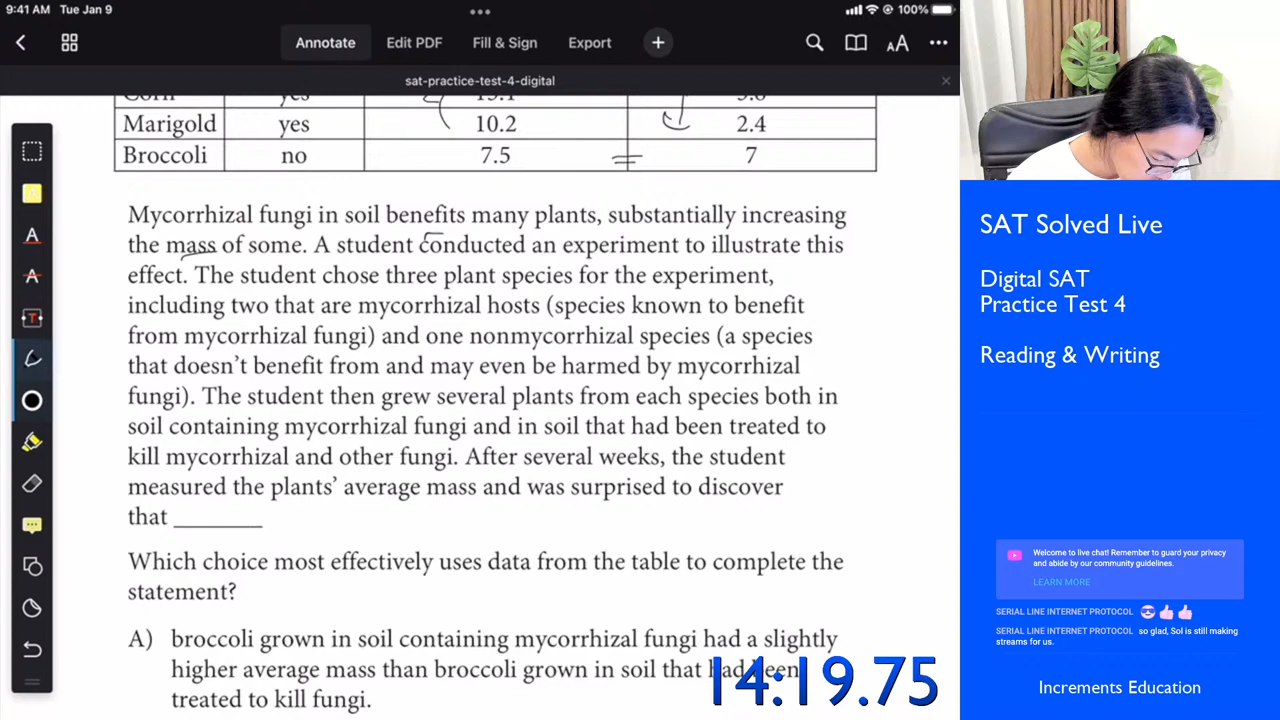 9:41 AM Tue Jan 9
100%
Annotate Edit PDF Fill & Sign Export
sat-practice-test-4-digital
Corn yes 15.1 3.8
Marigold yes 10.2 2.4
Broccoli no 7.5 7
Mycorrhizal fungi in soil benefits many plants, substantially increasing
the mass of some. A student conducted an experiment to illustrate this
effect. The student chose three plant species for the experiment,
including two that are mycorrhizal hosts (species known to benefit
from mycorrhizal fungi) and one nonmycorrhizal species (a species
that doesn’t benefit from and may even be harmed by mycorrhizal
fungi). The student then grew several plants from each species both in
soil containing mycorrhizal fungi and in soil that had been treated to
kill mycorrhizal and other fungi. After several weeks, the student
measured the plants’ average mass and was surprised to discover
that ________
Which choice most effectively uses data from the table to complete the
statement?
A) broccoli grown in soil containing mycorrhizal fungi had a slightly
higher average mass than broccoli grown in soil that had been
treated to kill fungi.
14:19.75
SAT Solved Live
Digital SAT
Practice Test 4
Reading & Writing
Welcome to live chat! Remember to guard your privacy
and abide by our community guidelines.
LEARN MORE
SERIAL LINE INTERNET PROTOCOL
SERIAL LINE INTERNET PROTOCOL so glad, Sol is still making
streams for us.
Increments Education